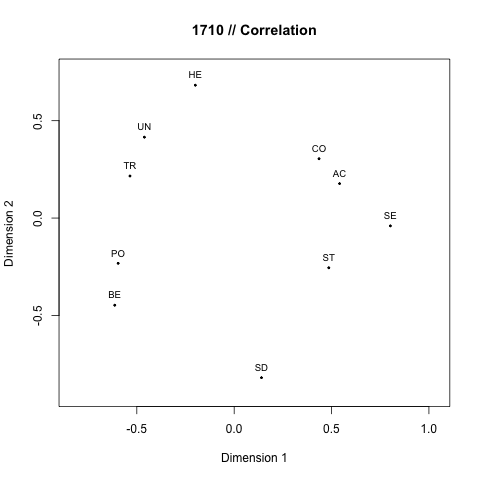 1710 // Correlation
HE
UN
CO
TR
AC
SE
PO
ST
BE
SD
0.5
0.0
-0.5
Dimension 2
-0.5
0.0
0.5
1.0
Dimension 1